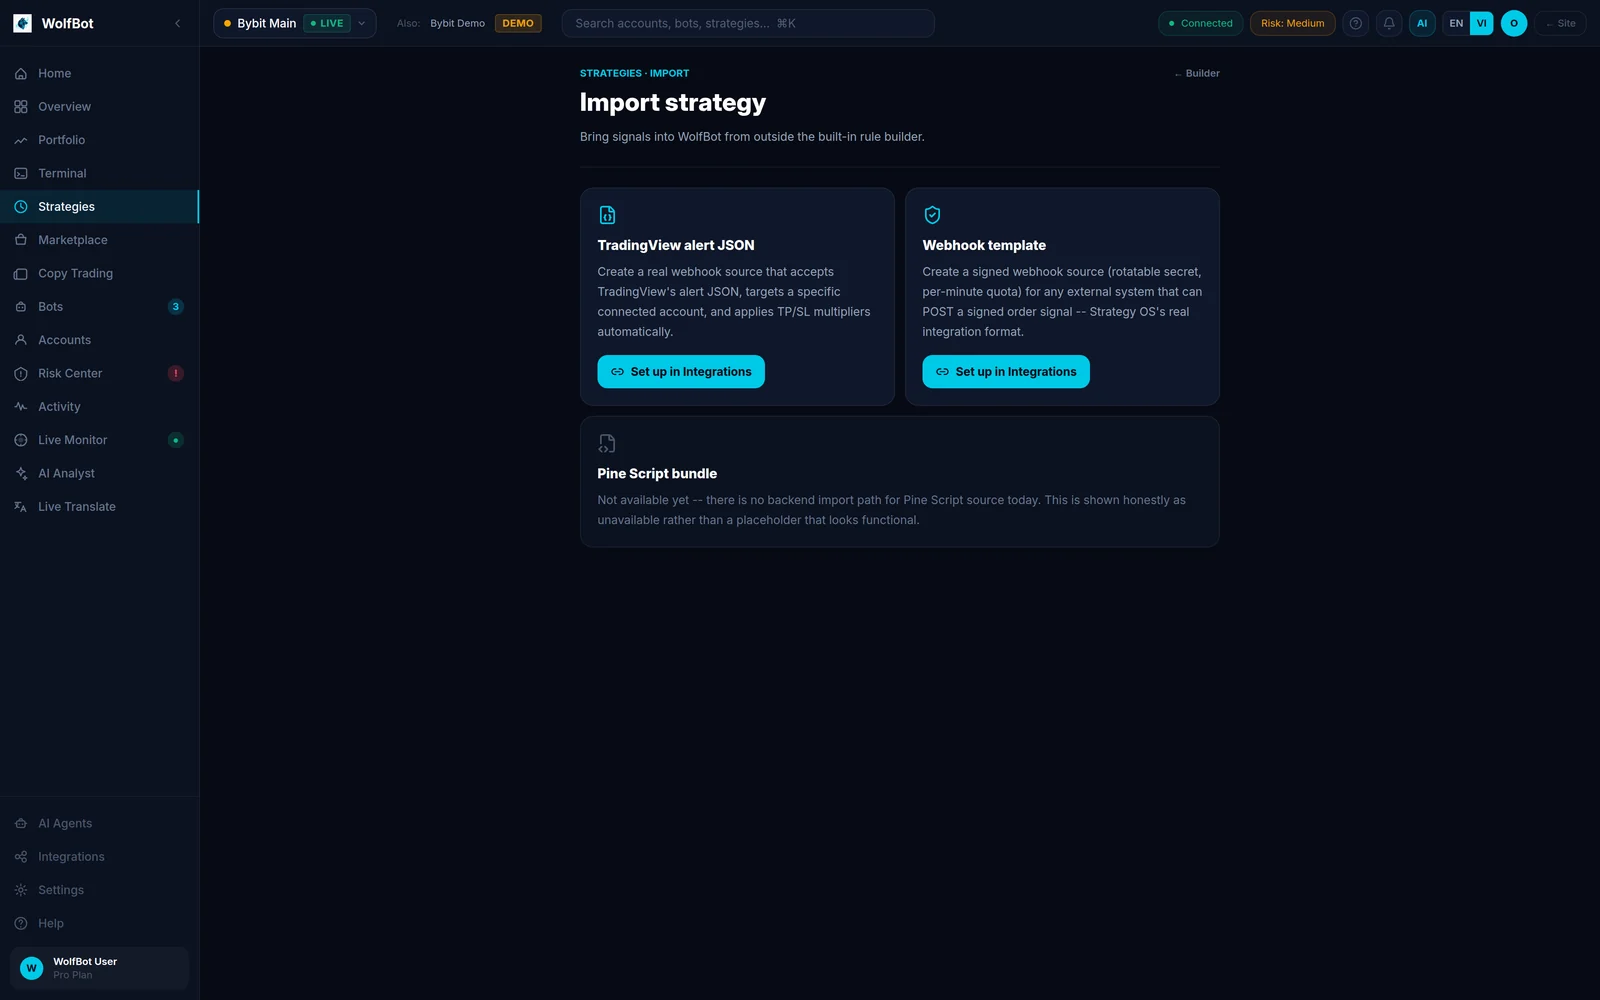 WolfBot
Bybit Main
LIVE
Also:
Bybit Demo
DEMO
Search accounts, bots, strategies... ⌘K
Connected
Risk: Medium
AI
EN
VI
O
← Site
Home
Overview
Portfolio
Terminal
Strategies
Marketplace
Copy Trading
Bots
3
Accounts
Risk Center
!
Activity
Live Monitor
AI Analyst
Live Translate
AI Agents
Integrations
Settings
Help
W
WolfBot User
Pro Plan
STRATEGIES · IMPORT
← Builder
Import strategy
Bring signals into WolfBot from outside the built-in rule builder.
TradingView alert JSON
Create a real webhook source that accepts
TradingView's alert JSON, targets a specific
connected account, and applies TP/SL multipliers
automatically.
Set up in Integrations
Webhook template
Create a signed webhook source (rotatable secret,
per-minute quota) for any external system that can
POST a signed order signal -- Strategy OS's real
integration format.
Set up in Integrations
Pine Script bundle
Not available yet -- there is no backend import path for Pine Script source today. This is shown honestly as
unavailable rather than a placeholder that looks functional.